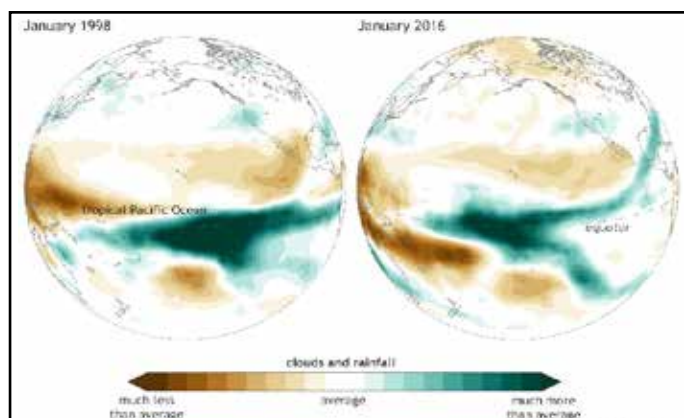 January 1998
January 2016
tropical Pacific Ocean
equator
clouds and rainfall
much less
than average
average
much more
than average